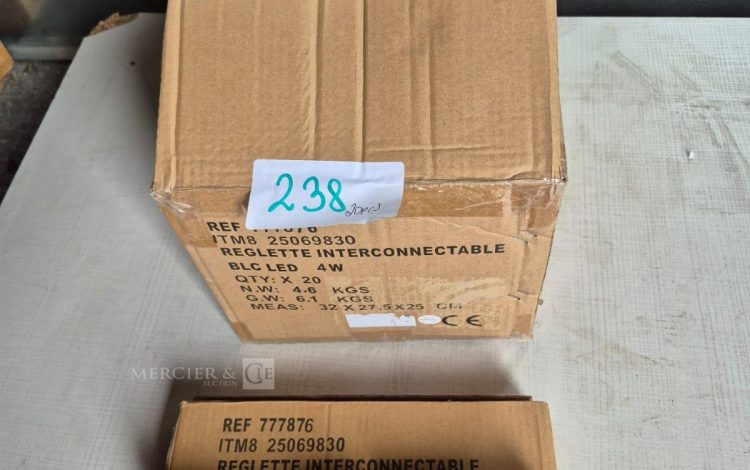 238 20pcs
REF 777876
ITM8 25069830
REGLETTE INTERCONNECTABLE
BLC LED 4W
QTY: X 20
N.W: 4.6 KGS
G.W: 6.1 KGS
MEAS: 32 X 27.5 X 25 CM
CE
MERCIER & CIE
AUCTION
REF 777876
ITM8 25069830
REGLETTE INTERCONNECTABLE